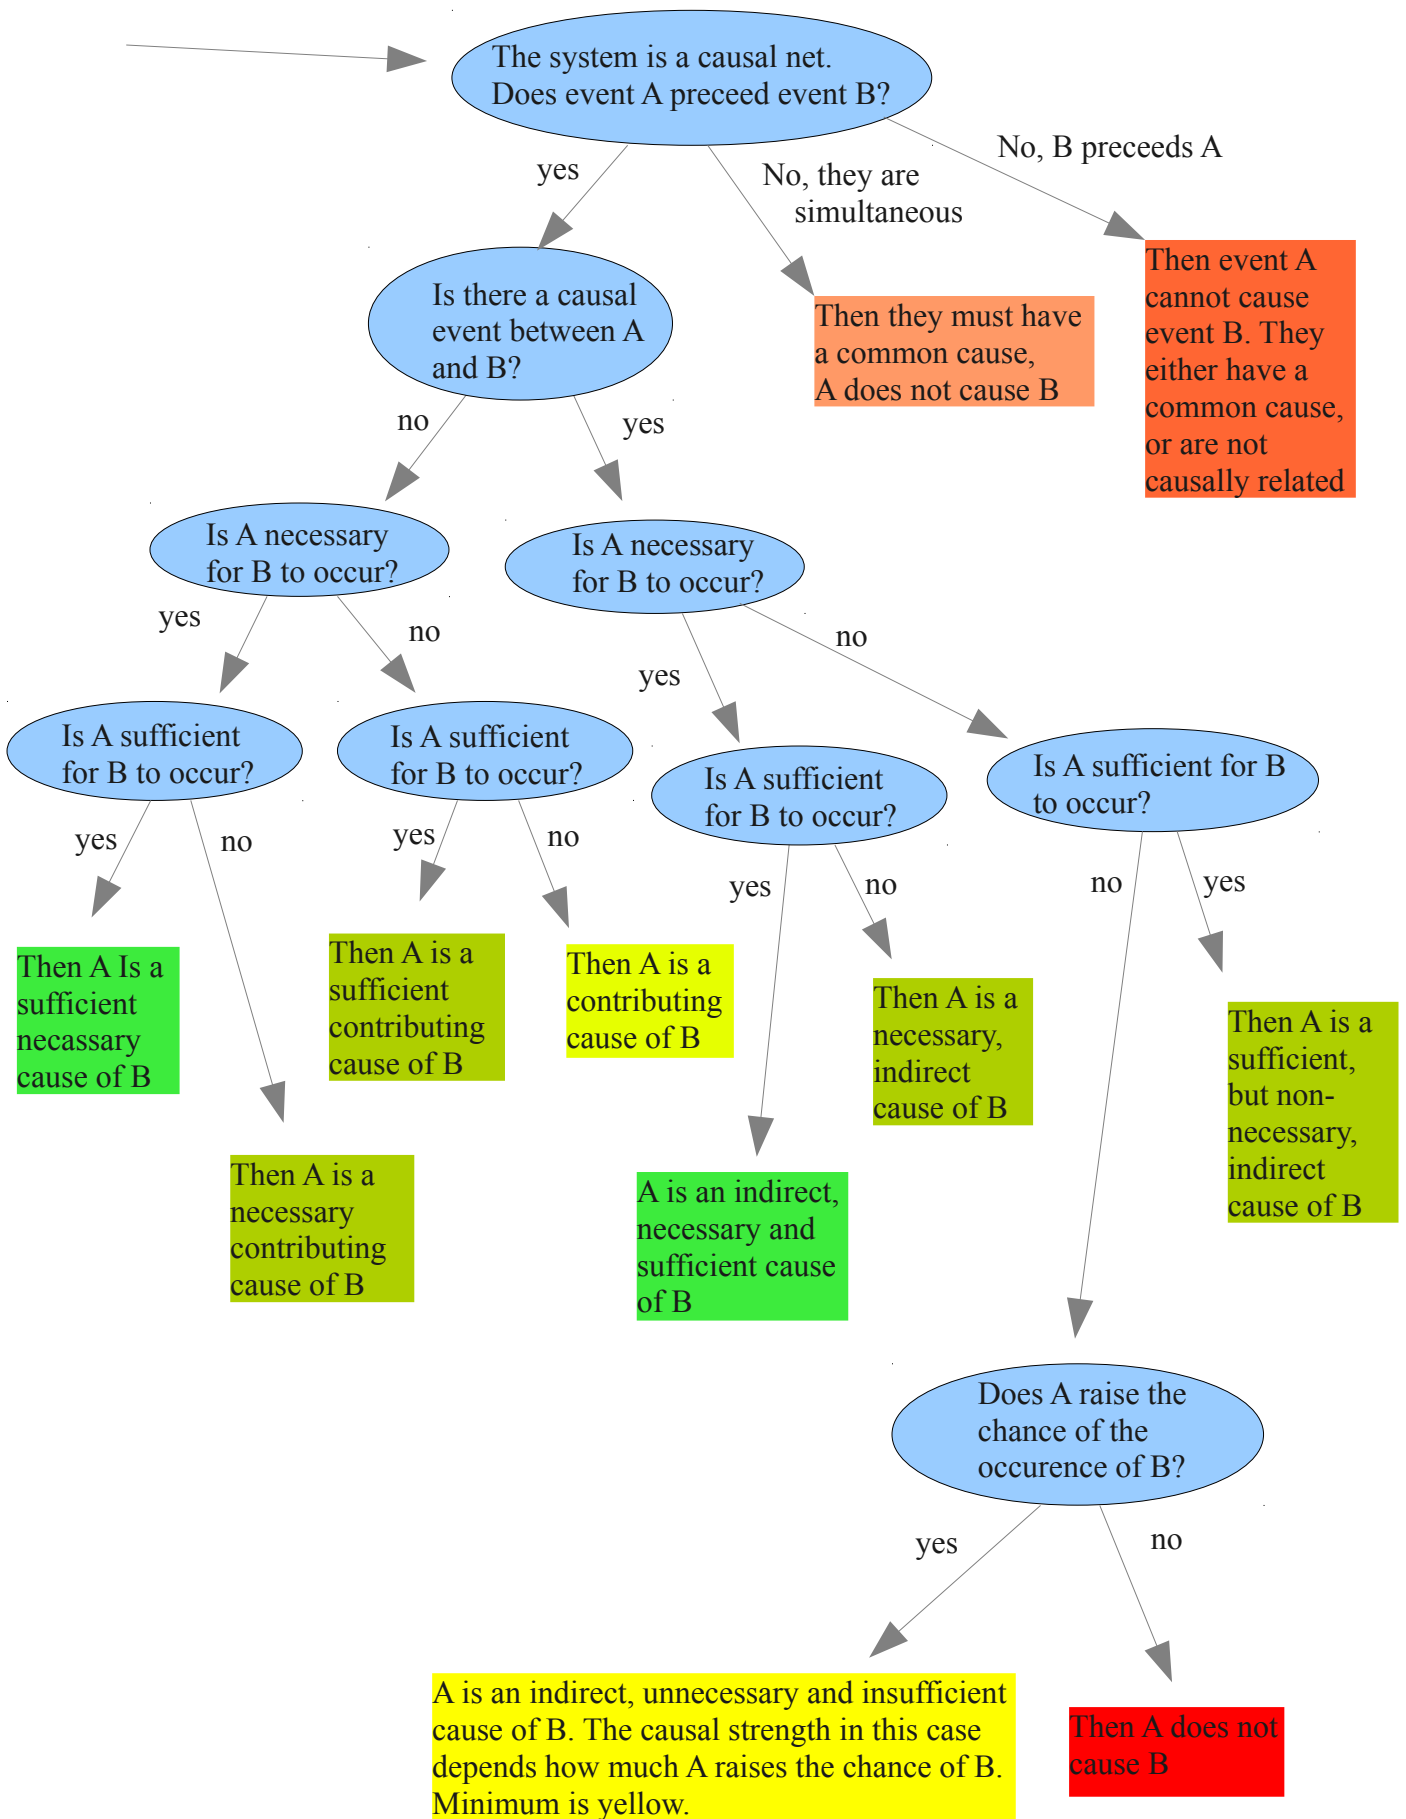 The system is a causal net.
Does event A preceed event B?
yes
No, they are
simultaneous
No, B preceeds A
Is there a causal
event between A
and B?
Then they must have
a common cause,
A does not cause B
Then event A
cannot cause
event B. They
either have a
common cause,
or are not
causally related
no
yes
Is A necessary
for B to occur?
Is A necessary
for B to occur?
yes
no
yes
no
Is A sufficient
for B to occur?
Is A sufficient
for B to occur?
Is A sufficient
for B to occur?
Is A sufficient for B
to occur?
yes
no
yes
no
yes
no
no
yes
Then A Is a
sufficient
necassary
cause of B
Then A is a
necessary
contributing
cause of B
Then A is a
sufficient
contributing
cause of B
Then A is a
contributing
cause of B
A is an indirect,
necessary and
sufficient cause
of B
Then A is a
necessary,
indirect
cause of B
Then A is a
sufficient,
but non-
necessary,
indirect
cause of B
Does A raise the
chance of the
occurence of B?
yes
no
A is an indirect, unnecessary and insufficient
cause of B. The causal strength in this case
depends how much A raises the chance of B.
Minimum is yellow.
Then A does not
cause B